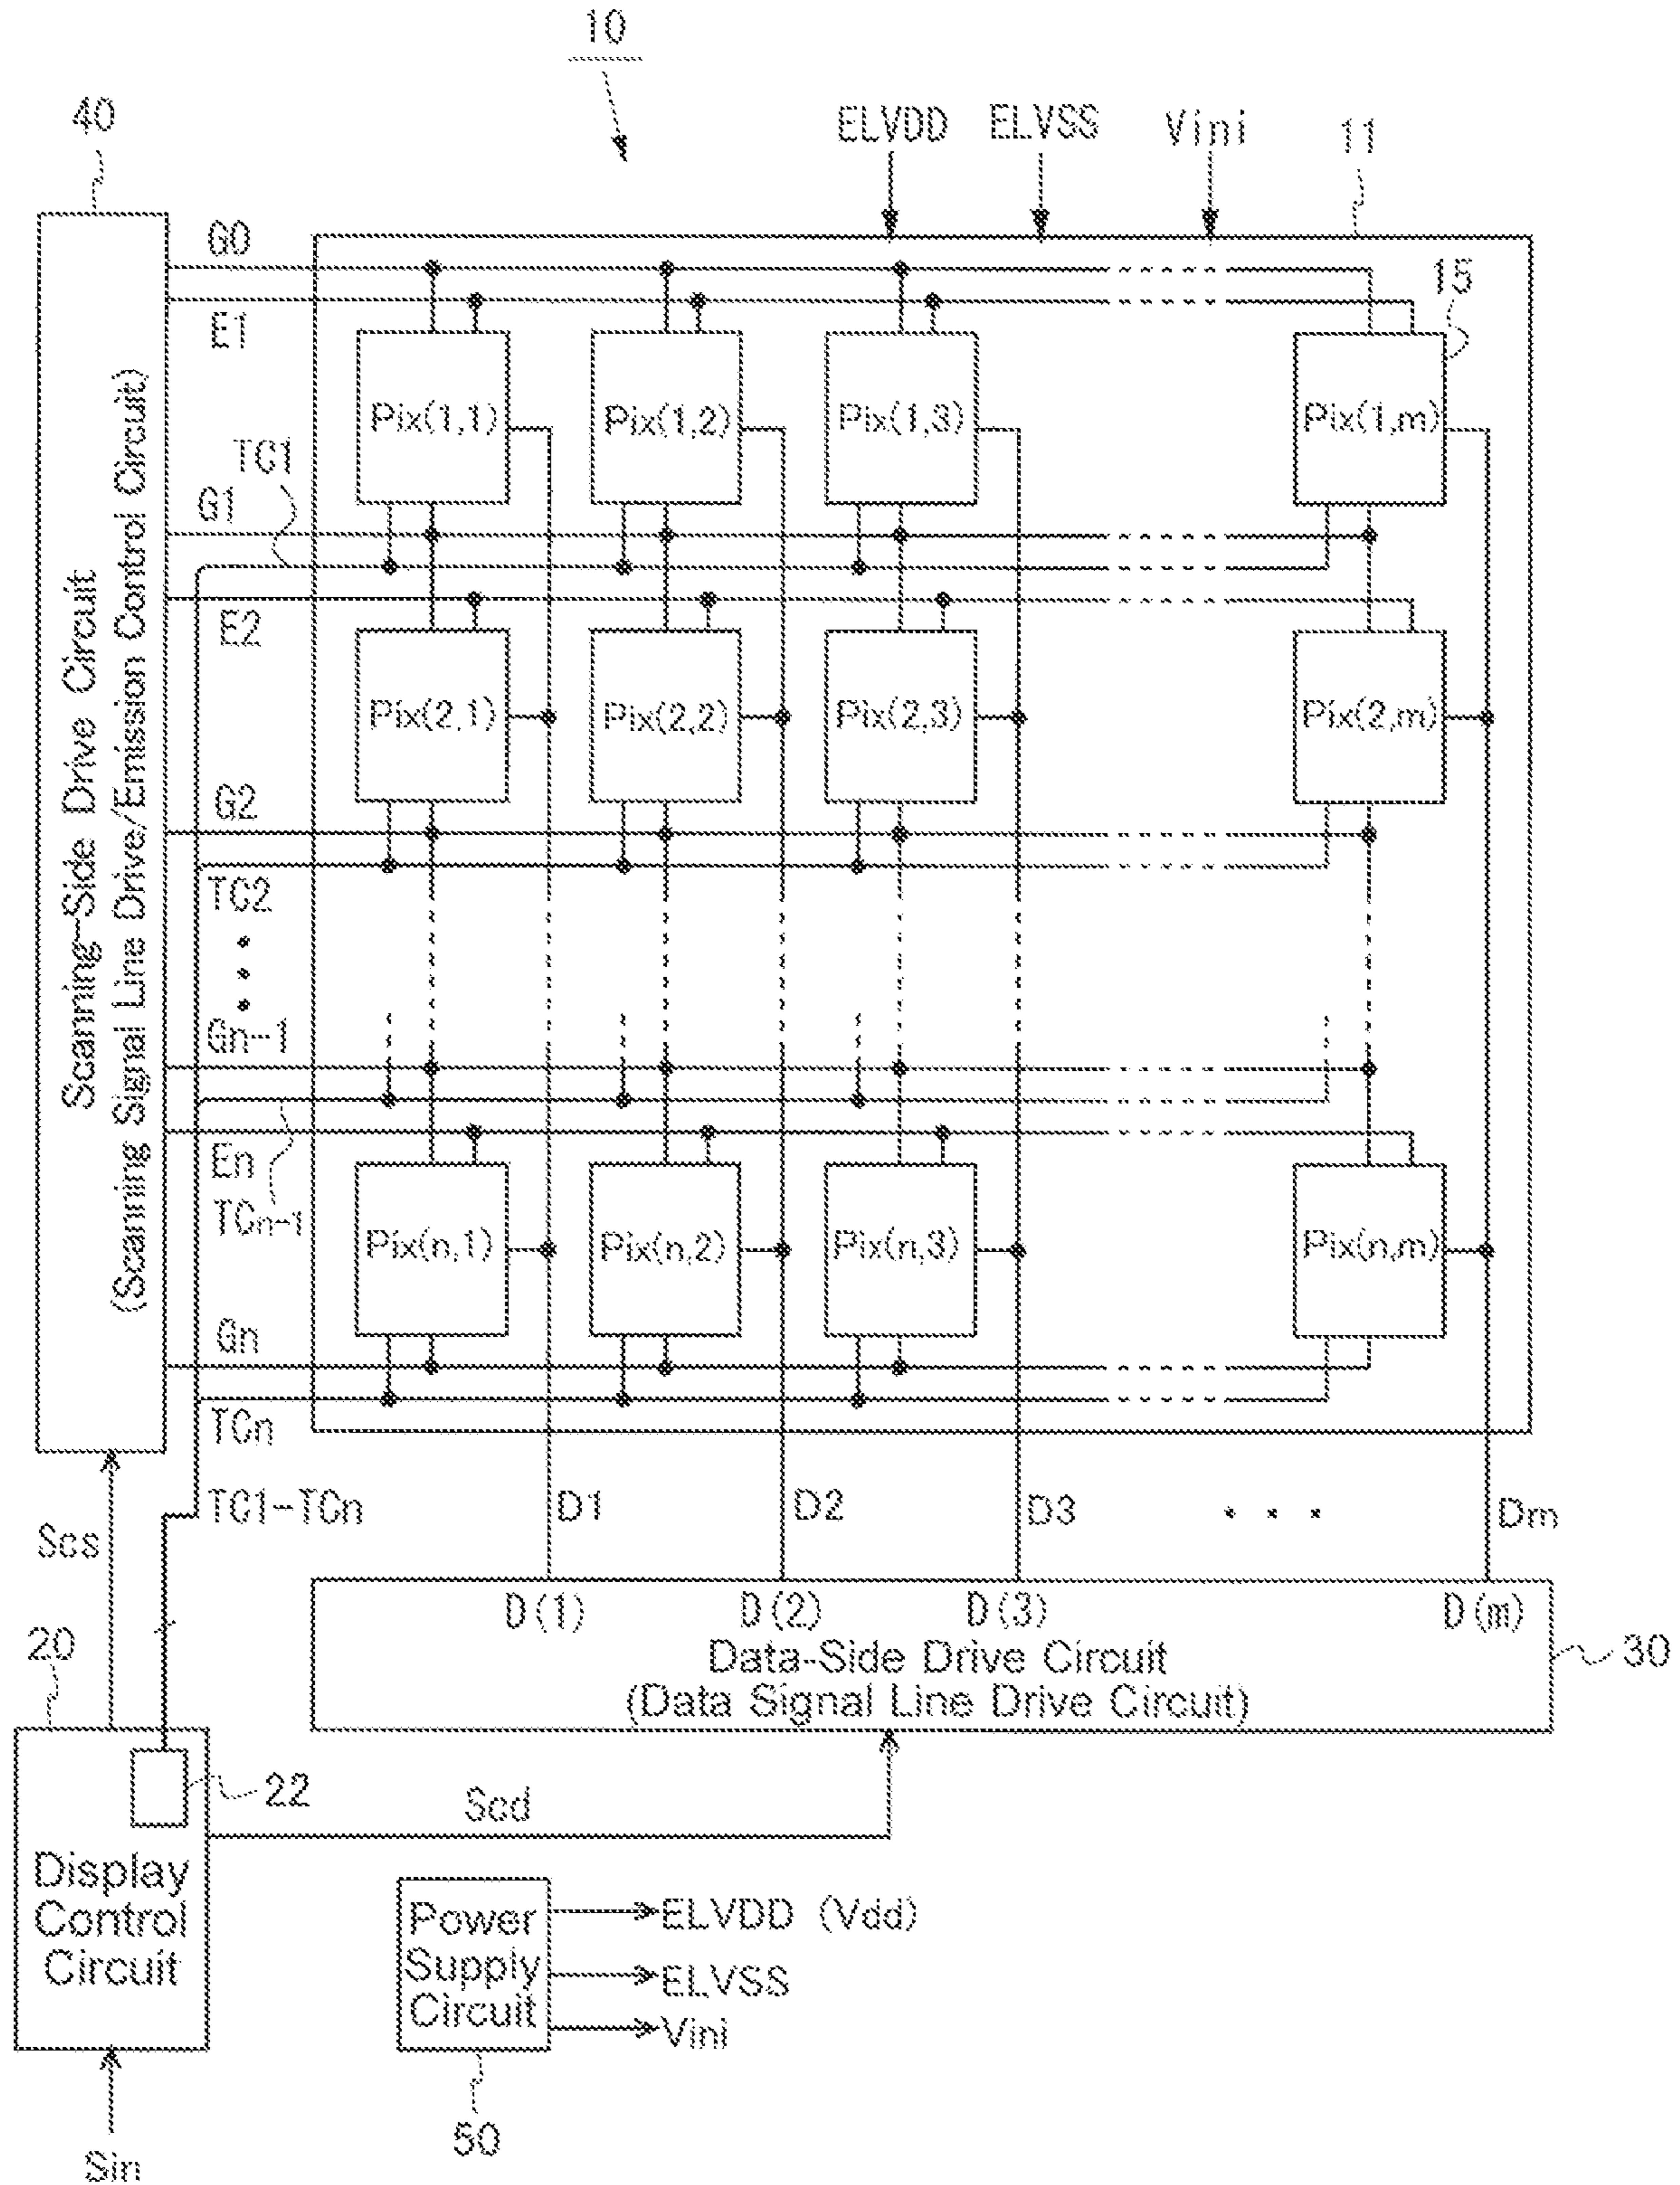 10
40
ELVDD ELVSS Vini 11
G0
15
E1
Pix(1,1) Pix(1,2) Pix(1,3) Pix(1,m)
TC1
G1
E2
Pix(2,1) Pix(2,2) Pix(2,3) Pix(2,m)
G2
TC2
Gn-1
En
TCn-1
Pix(n,1) Pix(n,2) Pix(n,3) Pix(n,m)
Gn
TCn
Scanning-Side Drive Circuit
(Scanning Signal Line Drive/Emission Control Circuit)
TC1-TCn D1 D2 D3 ... Dm
Scs
D(1) D(2) D(3) D(m)
Data-Side Drive Circuit
(Data Signal Line Drive Circuit)
30
20
22
Scd
Display
Control
Circuit
Power
Supply
Circuit
ELVDD (Vdd)
ELVSS
Vini
50
Sin